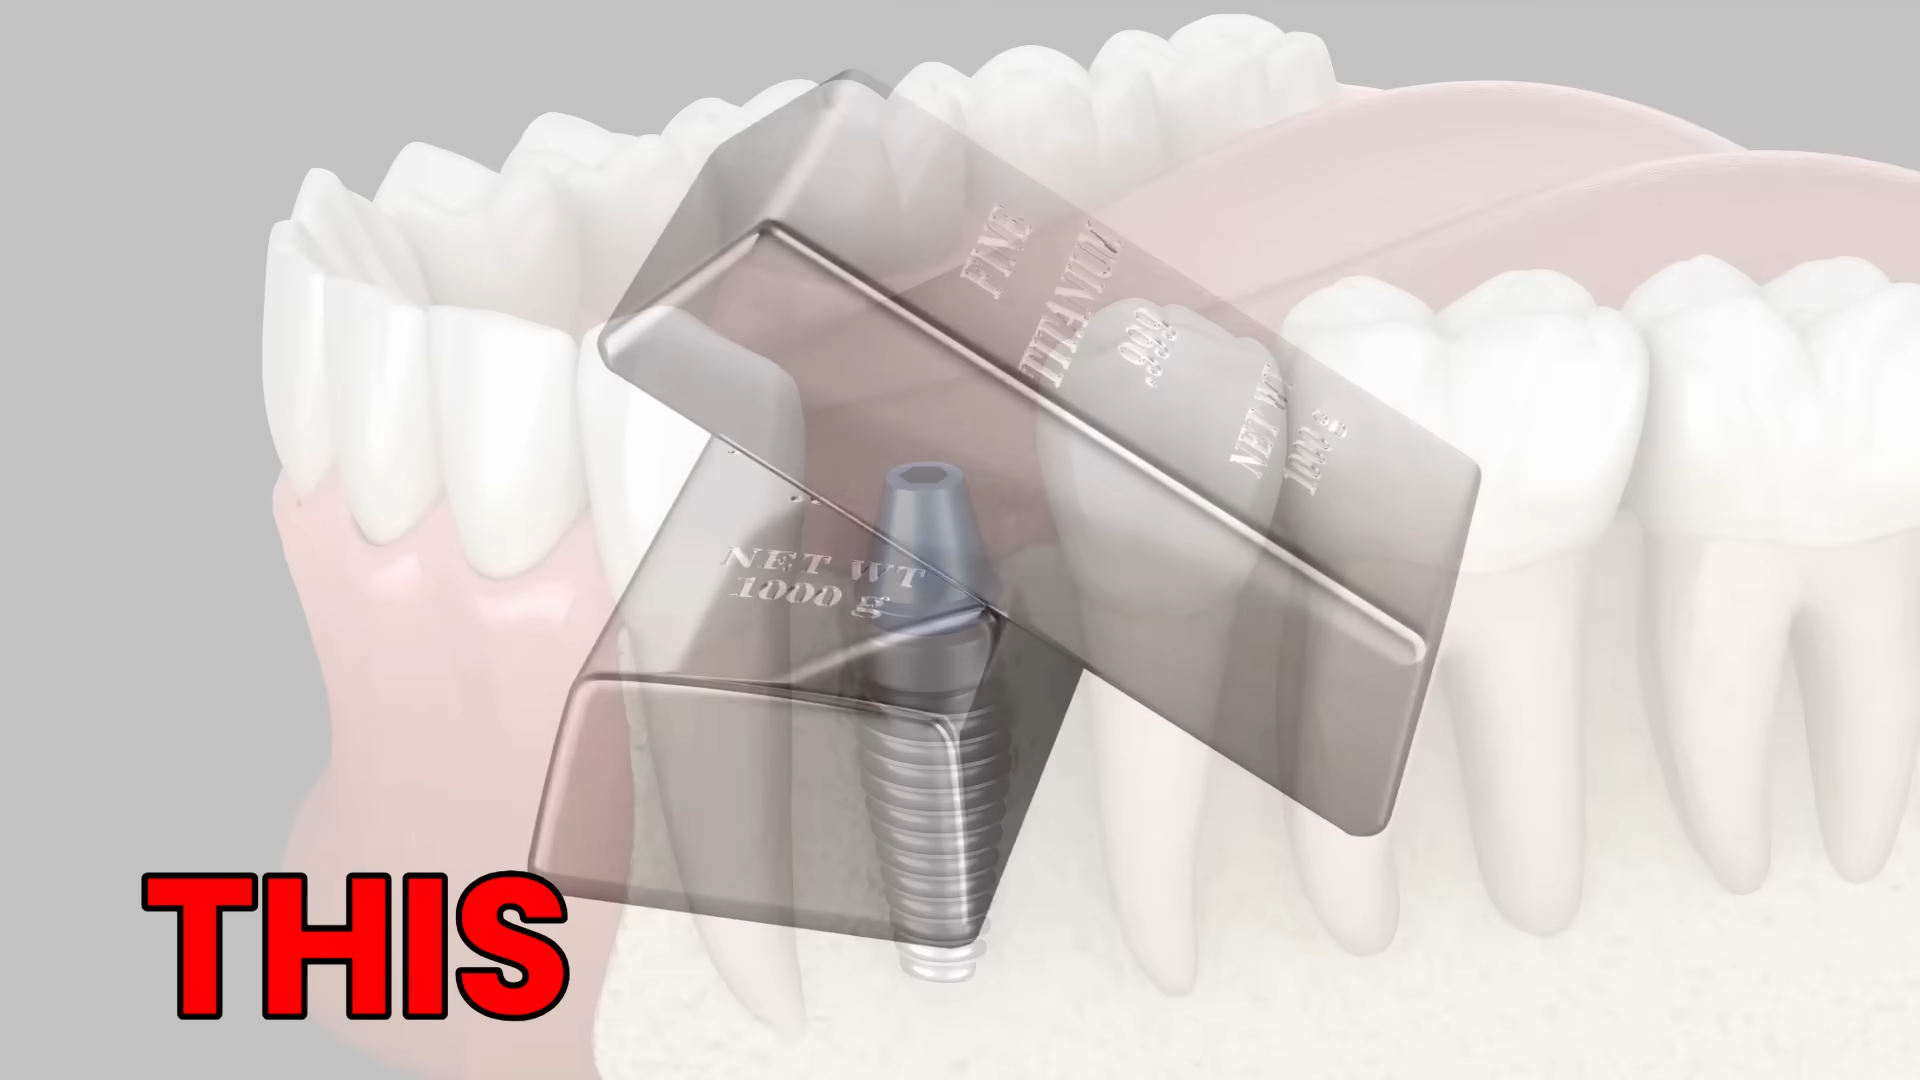 FINE
TITANIUM
.999
NET WT
1000 g
NET WT
1000 g
THIS